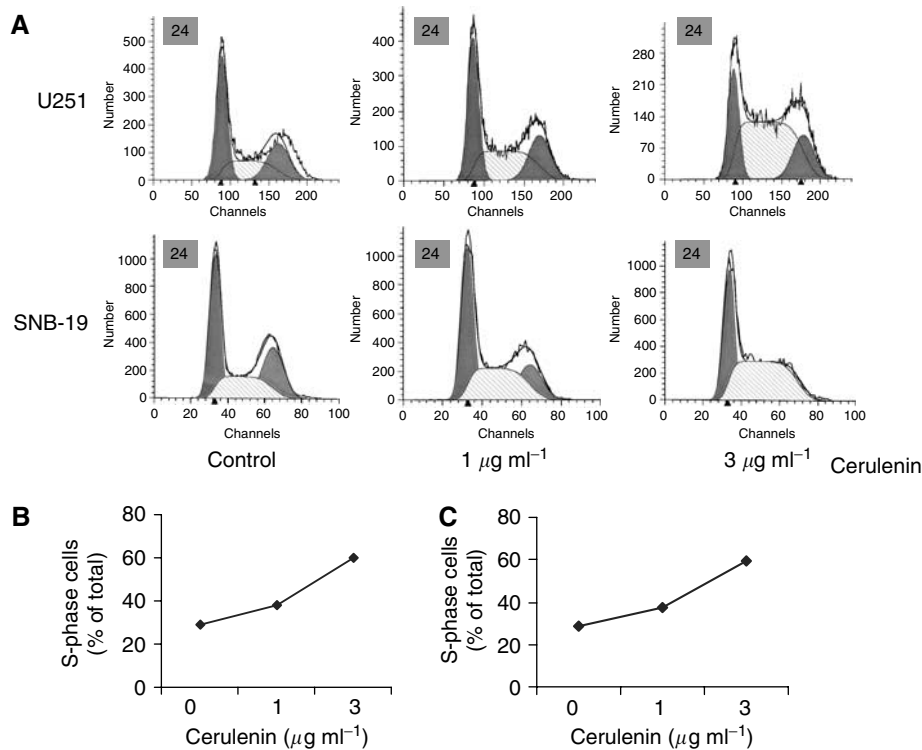 A
U251
24
500
400
300
200
100
0
Number
0 50 100 150 200
Channels
24
400
300
200
100
0
Number
0 50 100 150 200
Channels
24
280
210
140
70
0
Number
0 50 100 150 200
Channels
SNB-19
24
1000
800
600
400
200
0
Number
0 20 40 60 80 100
Channels
Control
24
1000
800
600
400
200
0
Number
0 20 40 60 80 100
Channels
1 μg ml⁻¹
24
1000
800
600
400
200
0
Number
0 20 40 60 80 100
Channels
3 μg ml⁻¹
Cerulenin
B
80
60
40
20
0
S-phase cells
(% of total)
0 1 3
Cerulenin (μg ml⁻¹)
C
80
60
40
20
0
S-phase cells
(% of total)
0 1 3
Cerulenin (μg ml⁻¹)